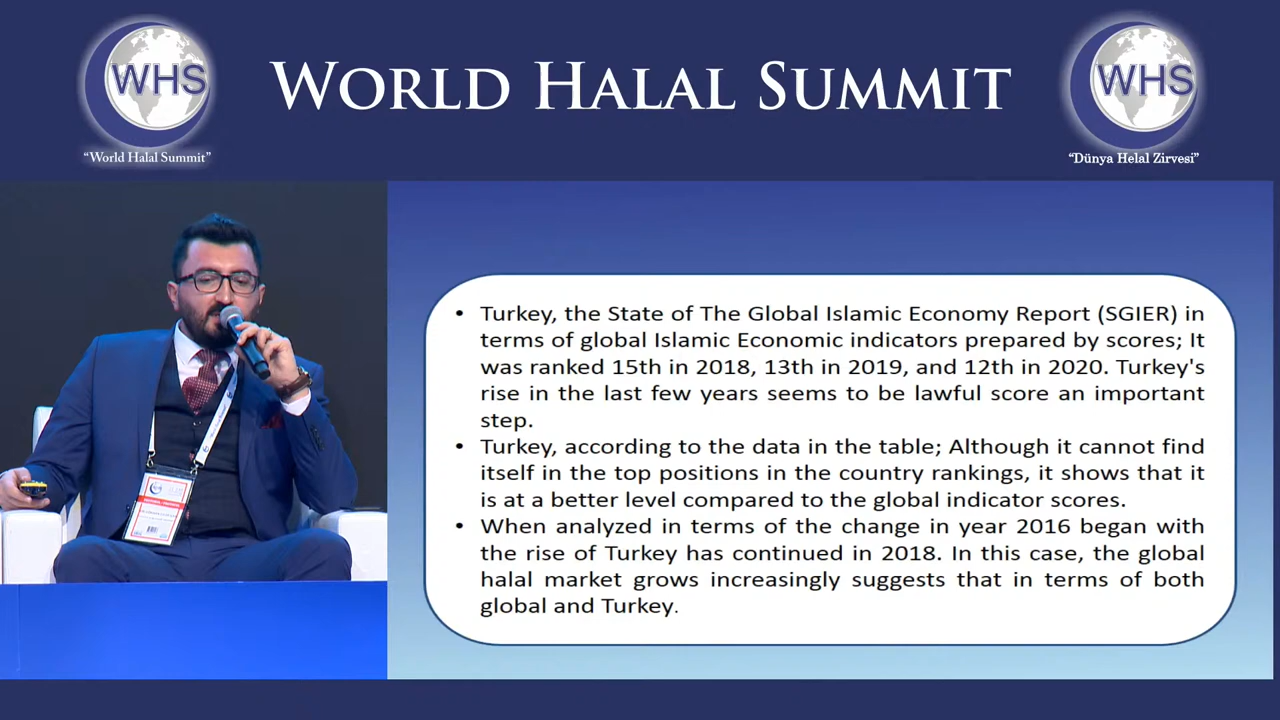 WHS
WORLD HALAL SUMMIT
WHS
“World Halal Summit”
“Dünya Helal Zirvesi”
• Turkey, the State of The Global Islamic Economy Report (SGIER) in
terms of global Islamic Economic indicators prepared by scores; It
was ranked 15th in 2018, 13th in 2019, and 12th in 2020. Turkey's
rise in the last few years seems to be lawful score an important
step.
• Turkey, according to the data in the table; Although it cannot find
itself in the top positions in the country rankings, it shows that it
is at a better level compared to the global indicator scores.
• When analyzed in terms of the change in year 2016 began with
the rise of Turkey has continued in 2018. In this case, the global
halal market grows increasingly suggests that in terms of both
global and Turkey.